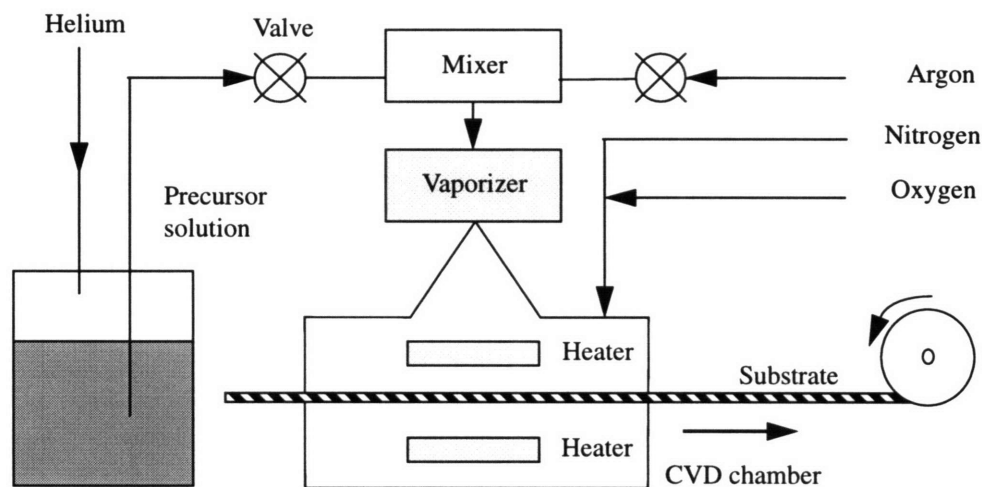 Helium
Valve
Mixer
Argon
Nitrogen
Vaporizer
Oxygen
Precursor
solution
Heater
Substrate
Heater
CVD chamber